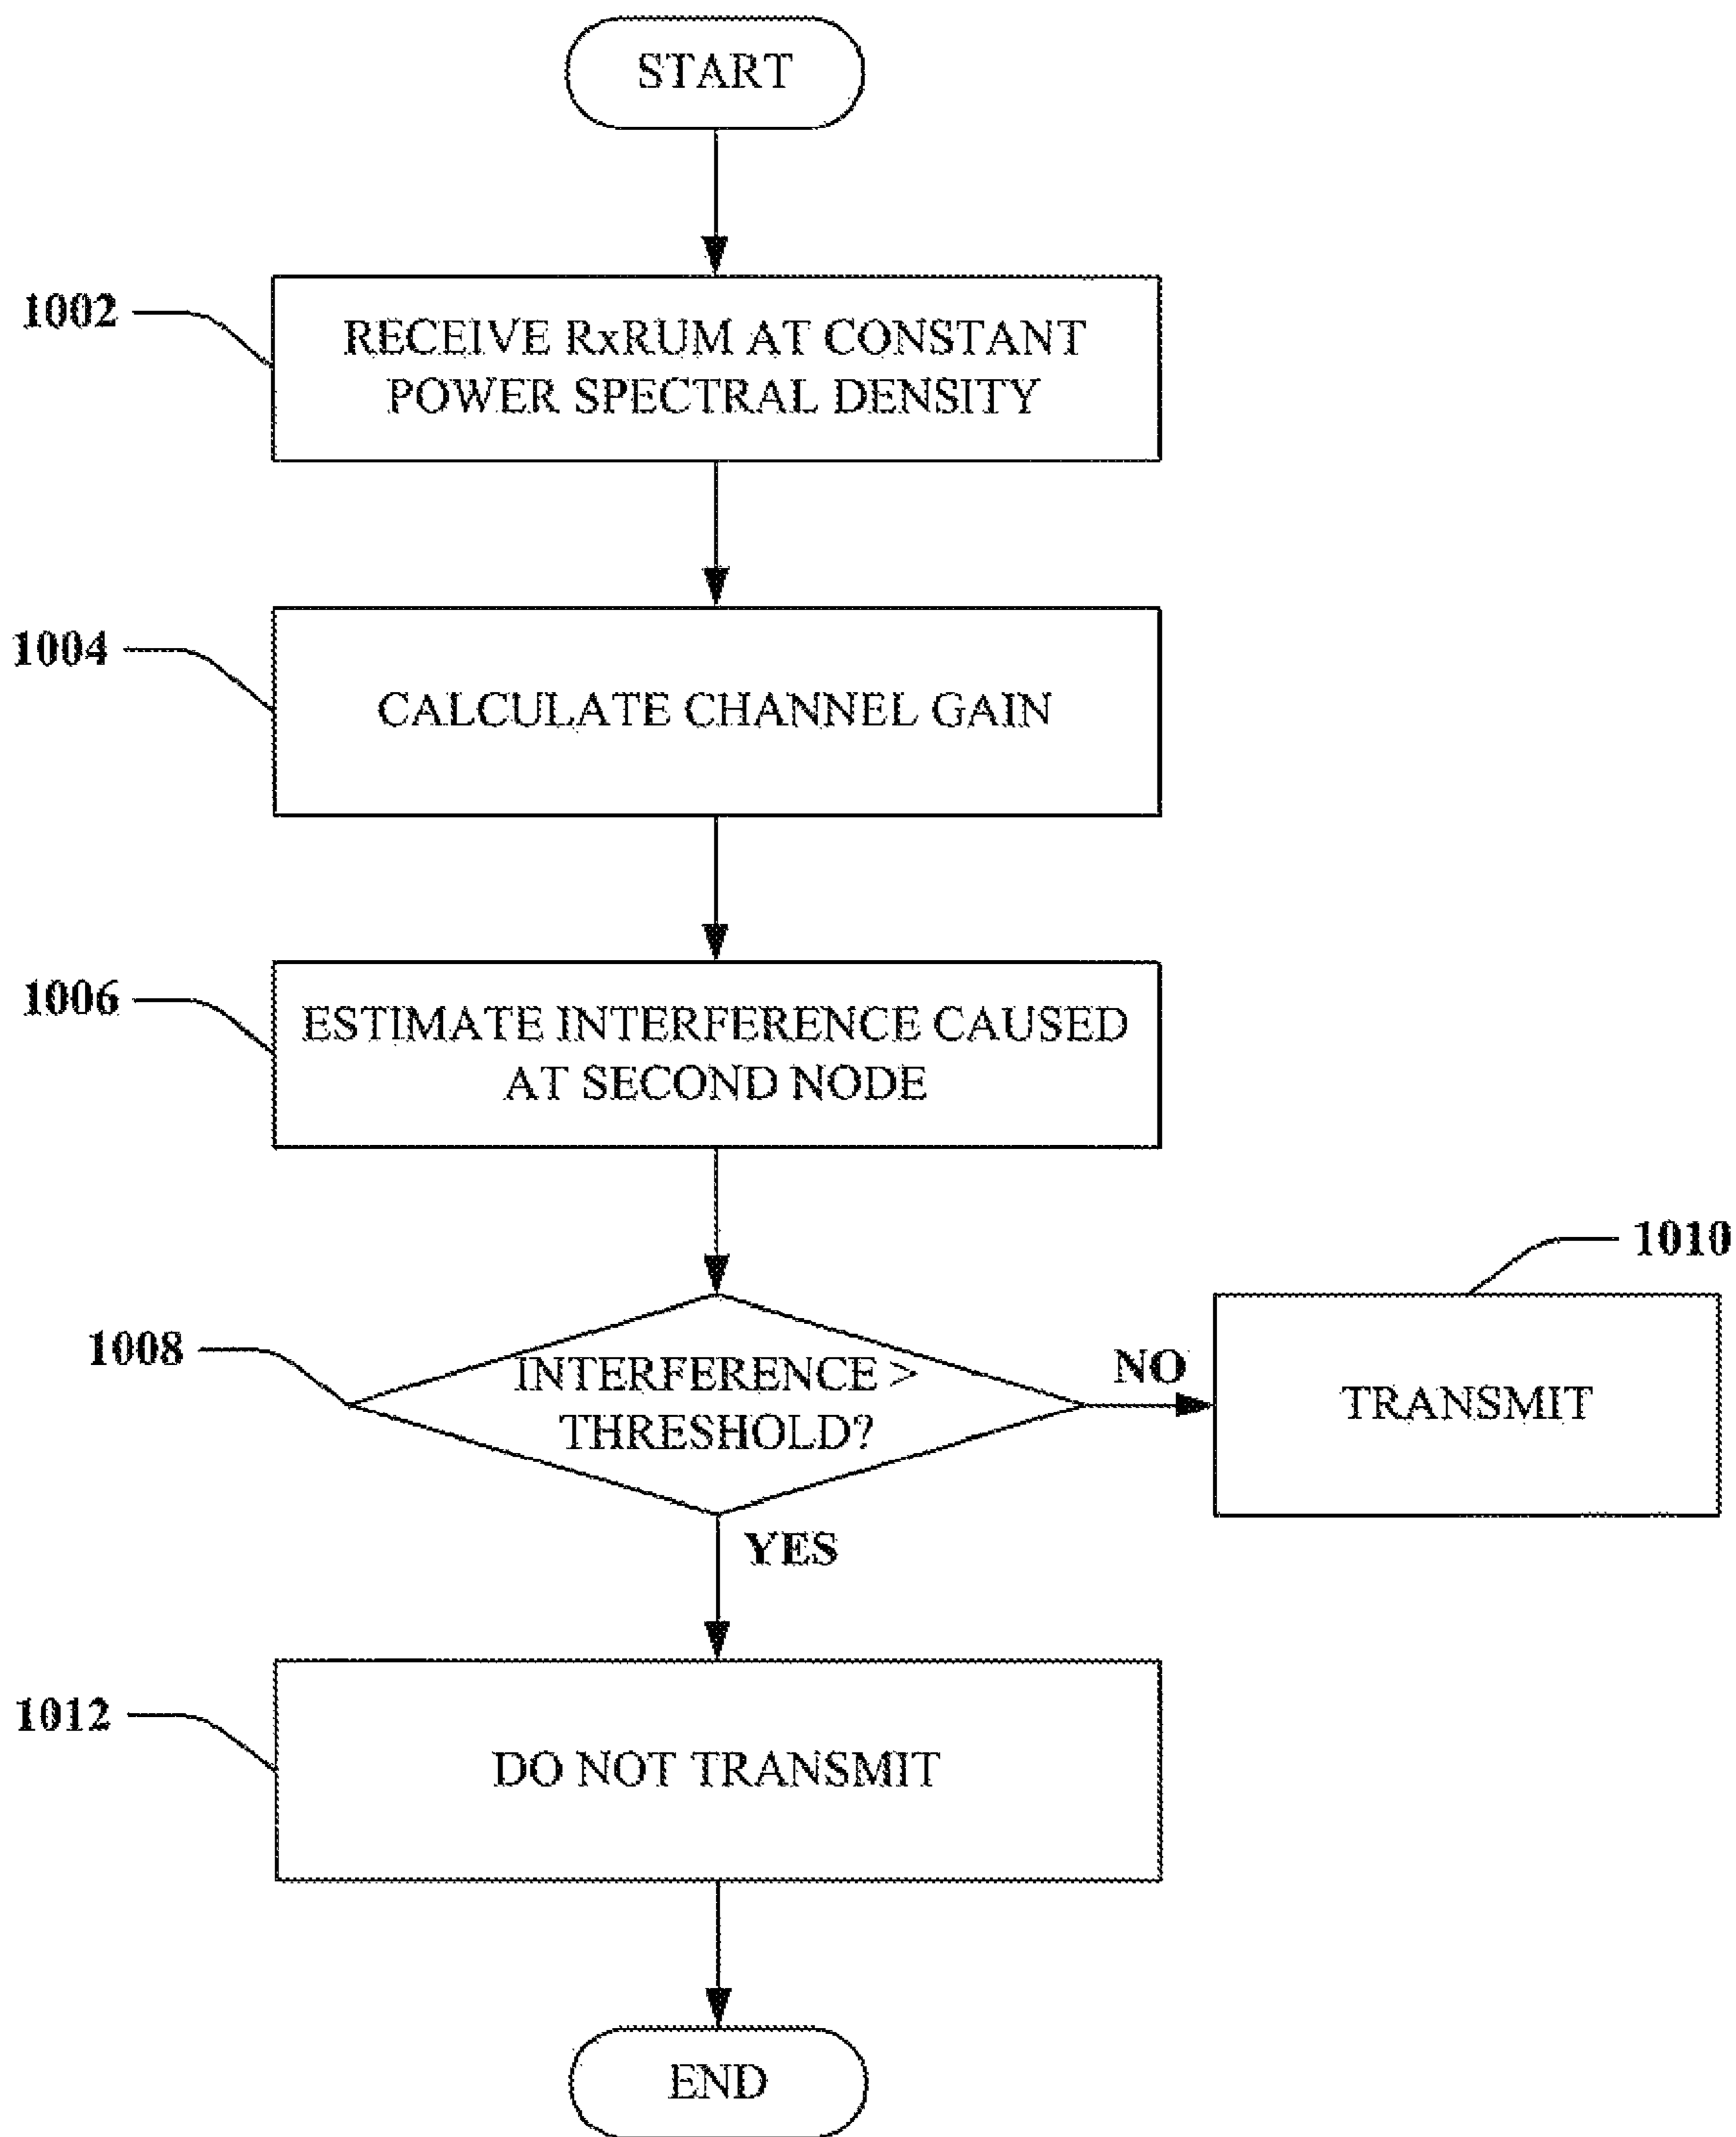 START
1002
RECEIVE RxRUM AT CONSTANT
POWER SPECTRAL DENSITY
1004
CALCULATE CHANNEL GAIN
1006
ESTIMATE INTERFERENCE CAUSED
AT SECOND NODE
1008
INTERFERENCE >
THRESHOLD?
NO
1010
TRANSMIT
YES
1012
DO NOT TRANSMIT
END